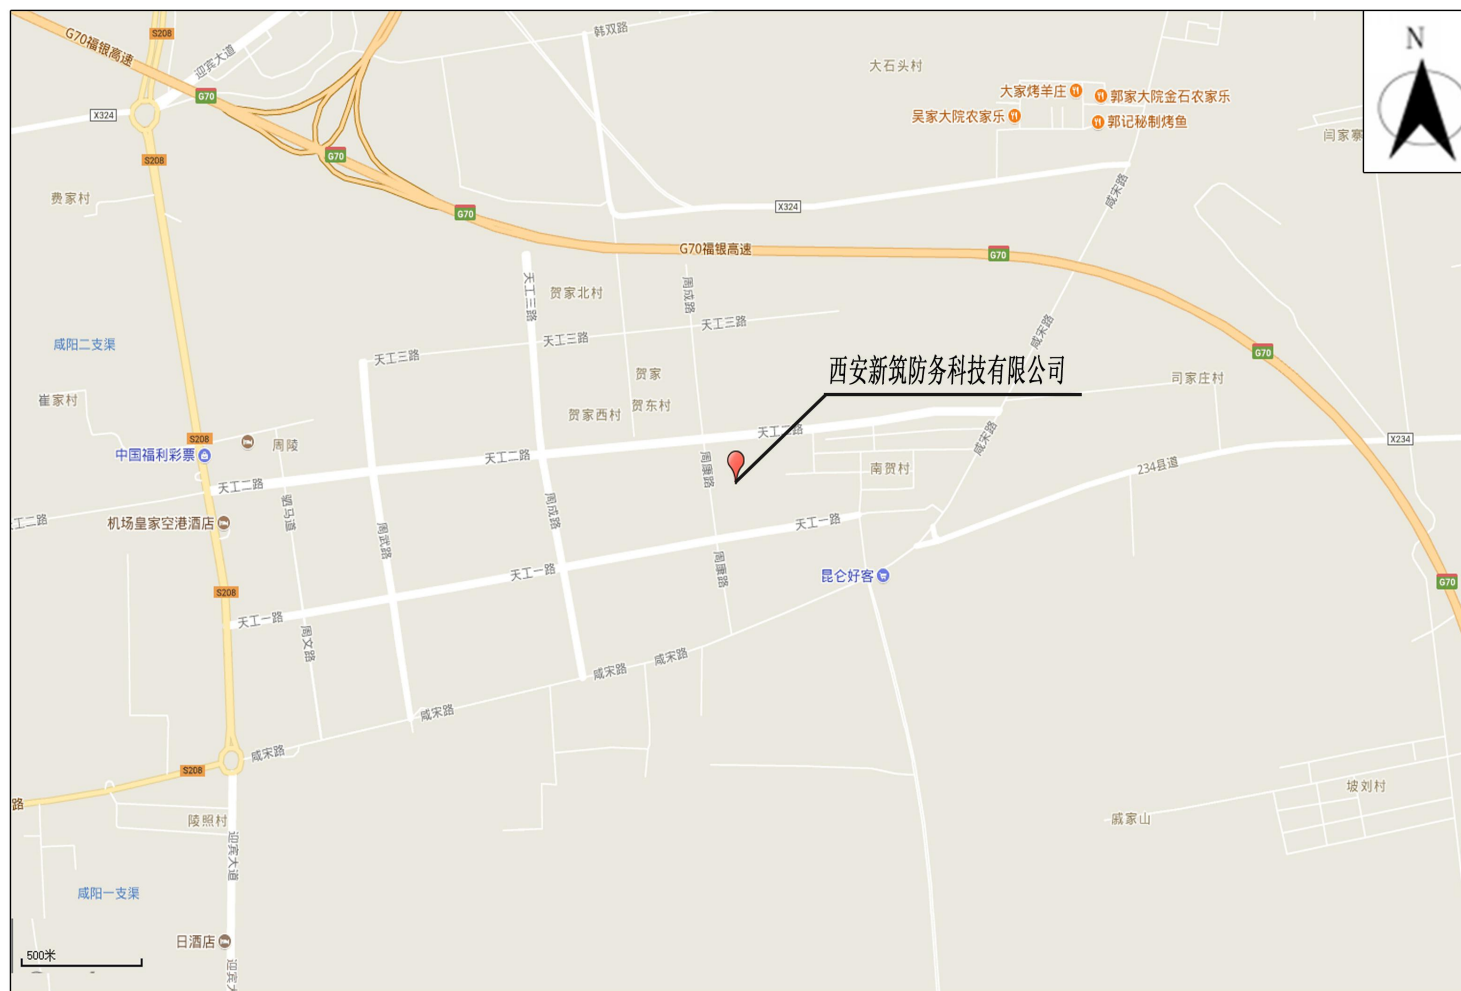 G70福银高速
S208
迎宾大道
韩双路
N
大石头村
大家烤羊庄
郭家大院金石农家乐
吴家大院农家乐
郭记秘制烤鱼
G70
X324
闫家寨
S208
G70
费家村
咸宋路
X324
G70
G70福银高速
G70
天工三路
贺家北村
周成路
天工三路
天工三路
天工三路
咸宋路
咸阳二支渠
G70
西安新筑防务科技有限公司
贺家
司家庄村
崔家村
贺家西村
贺东村
S208
周陵
天工二路
咸宋路
X234
中国福利彩票
天工二路
周康路
南贺村
234县道
天工二路
驷马道
周成路
工二路
机场皇家空港酒店
周武路
天工一路
天工一路
周康路
昆仑好客
G70
S208
天工一路
周文路
咸宋路
咸宋路
咸宋路
咸宋路
S208
坡刘村
路
陵照村
戚家山
迎宾大道
咸阳一支渠
日酒店
500米
迎宾大